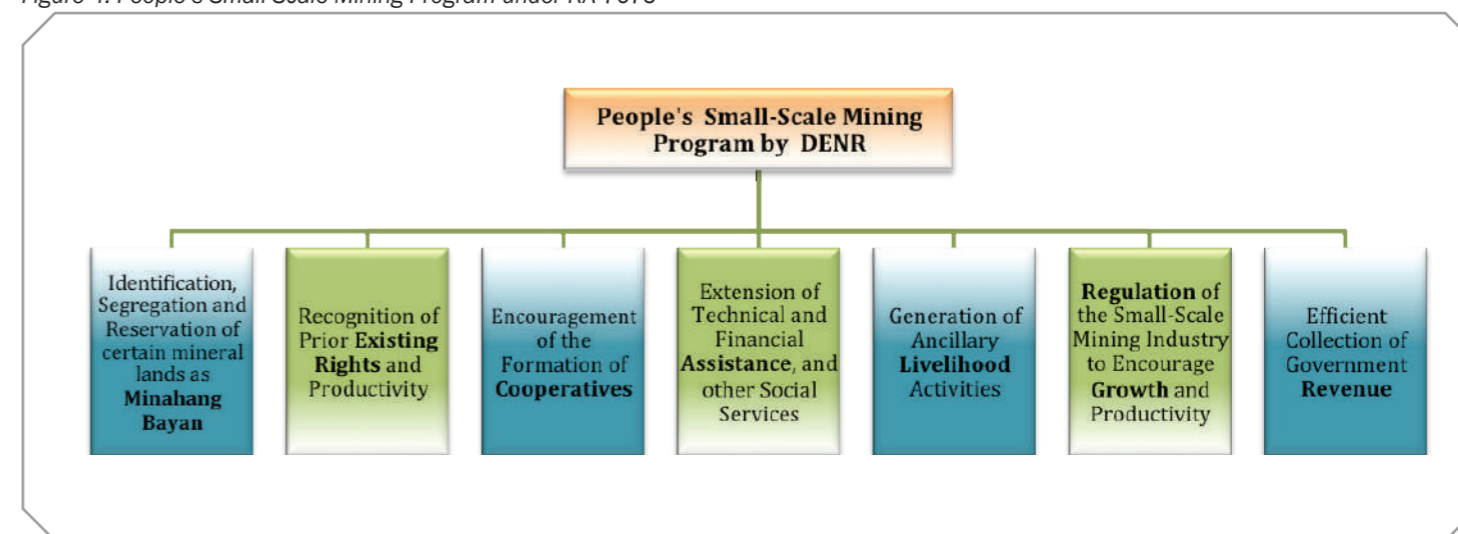 People's Small-Scale Mining
Program by DENR
Identification,
Segregation and
Reservation of
certain mineral
lands as
Minahang
Bayan
Recognition of
Prior Existing
Rights and
Productivity
Encouragement
of the
Formation of
Cooperatives
Extension of
Technical and
Financial
Assistance, and
other Social
Services
Generation of
Ancillary
Livelihood
Activities
Regulation of
the Small-Scale
Mining Industry
to Encourage
Growth and
Productivity
Efficient
Collection of
Government
Revenue